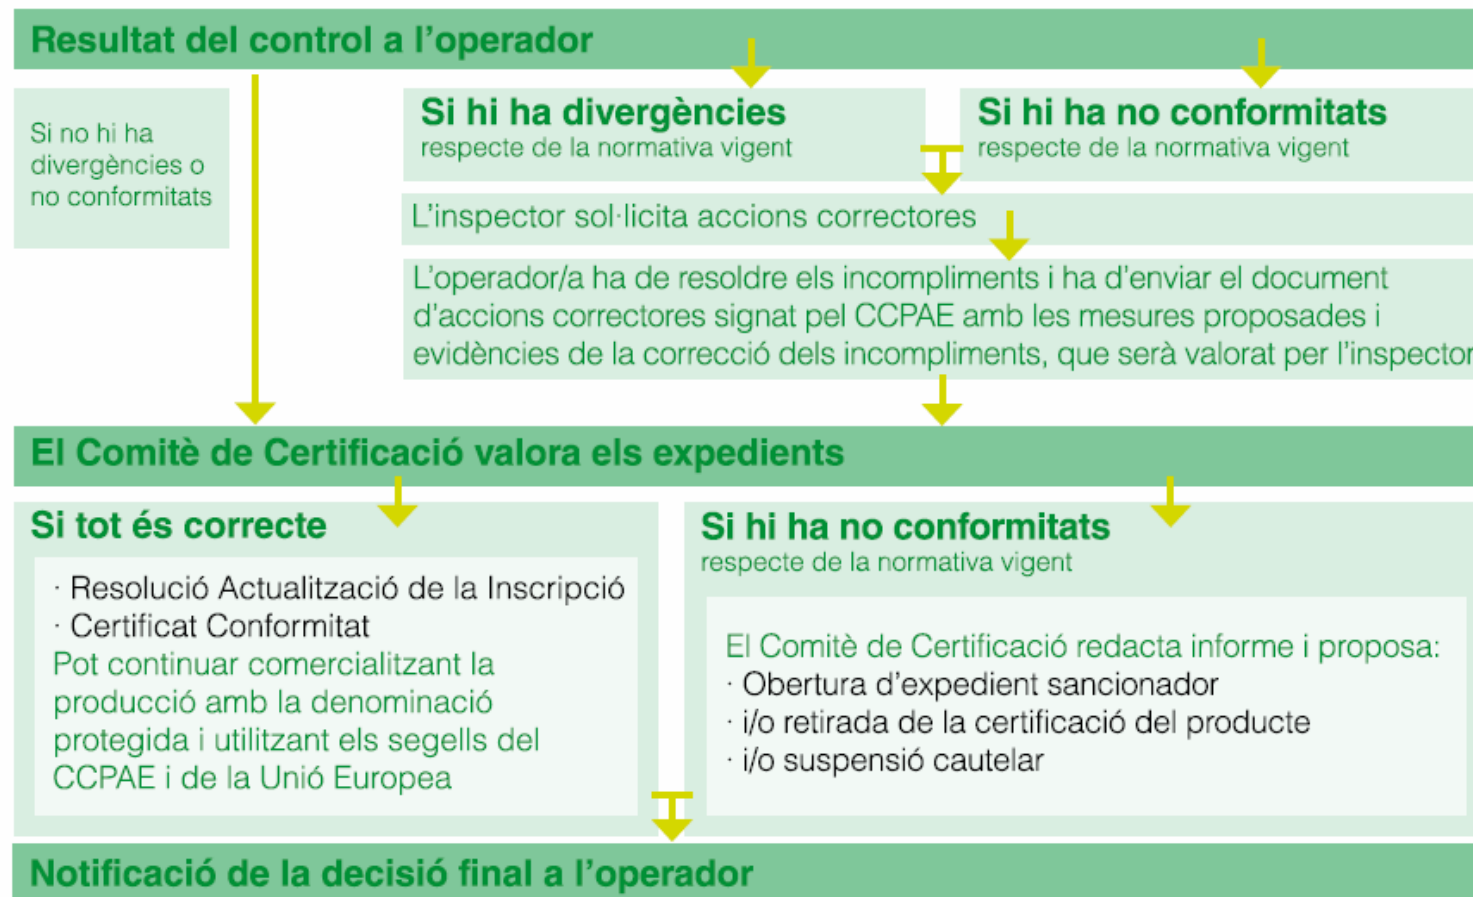 Resultat del control a l’operador
Si no hi ha
divergències o
no conformitats
Si hi ha divergències
respecte de la normativa vigent
Si hi ha no conformitats
respecte de la normativa vigent
L’inspector sol·licita accions correctores
L’operador/a ha de resoldre els incompliments i ha d’enviar el document
d’accions correctores signat pel CCPAE amb les mesures proposades i
evidències de la correcció dels incompliments, que serà valorat per l’inspector
El Comitè de Certificació valora els expedients
Si tot és correcte
· Resolució Actualització de la Inscripció
· Certificat Conformitat
Pot continuar comercialitzant la
producció amb la denominació
protegida i utilitzant els segells del
CCPAE i de la Unió Europea
Si hi ha no conformitats
respecte de la normativa vigent
El Comitè de Certificació redacta informe i proposa:
· Obertura d’expedient sancionador
· i/o retirada de la certificació del producte
· i/o suspensió cautelar
Notificació de la decisió final a l’operador